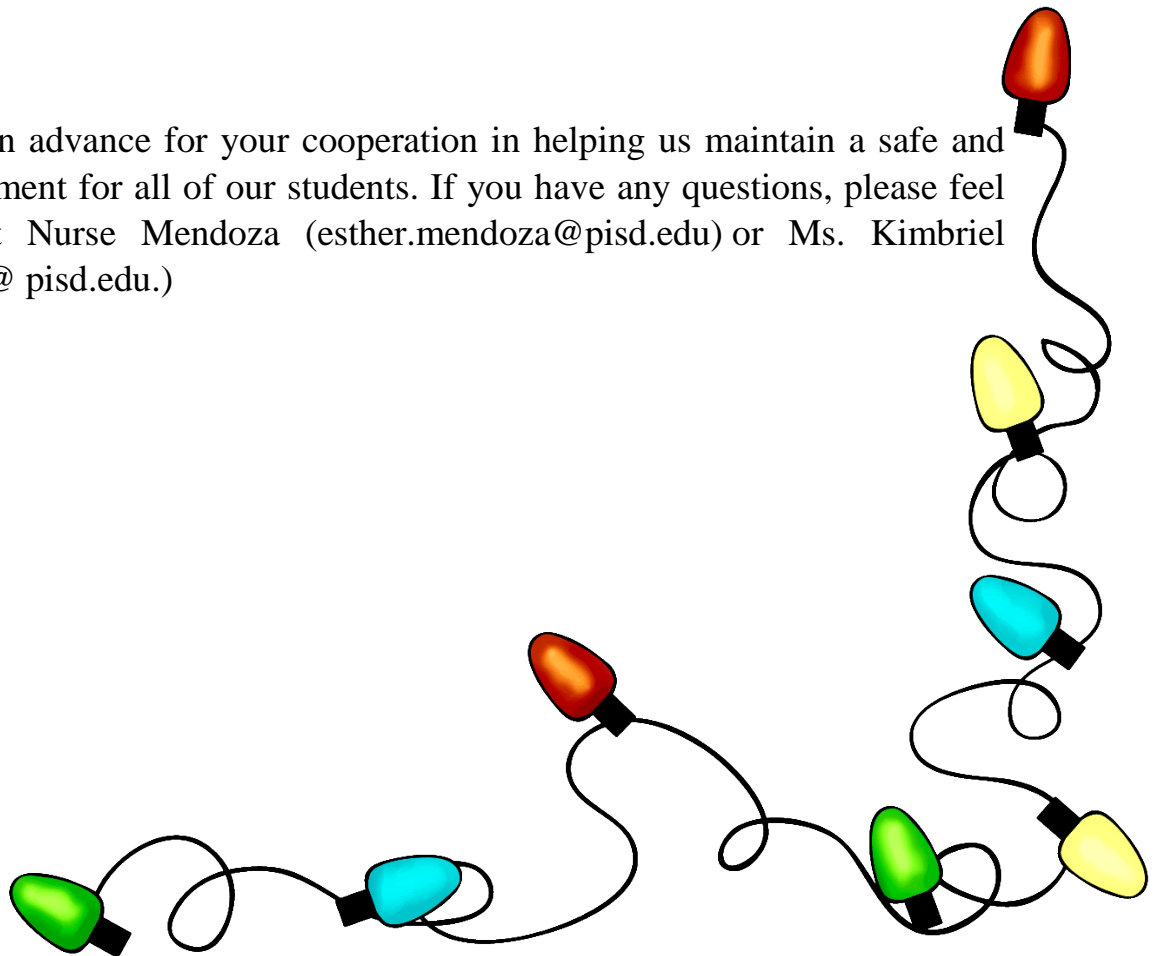 n advance for your cooperation in helping us maintain a safe and
ment for all of our students. If you have any questions, please feel
t Nurse Mendoza (esther.mendoza@pisd.edu) or Ms. Kimbriel
@ pisd.edu.)